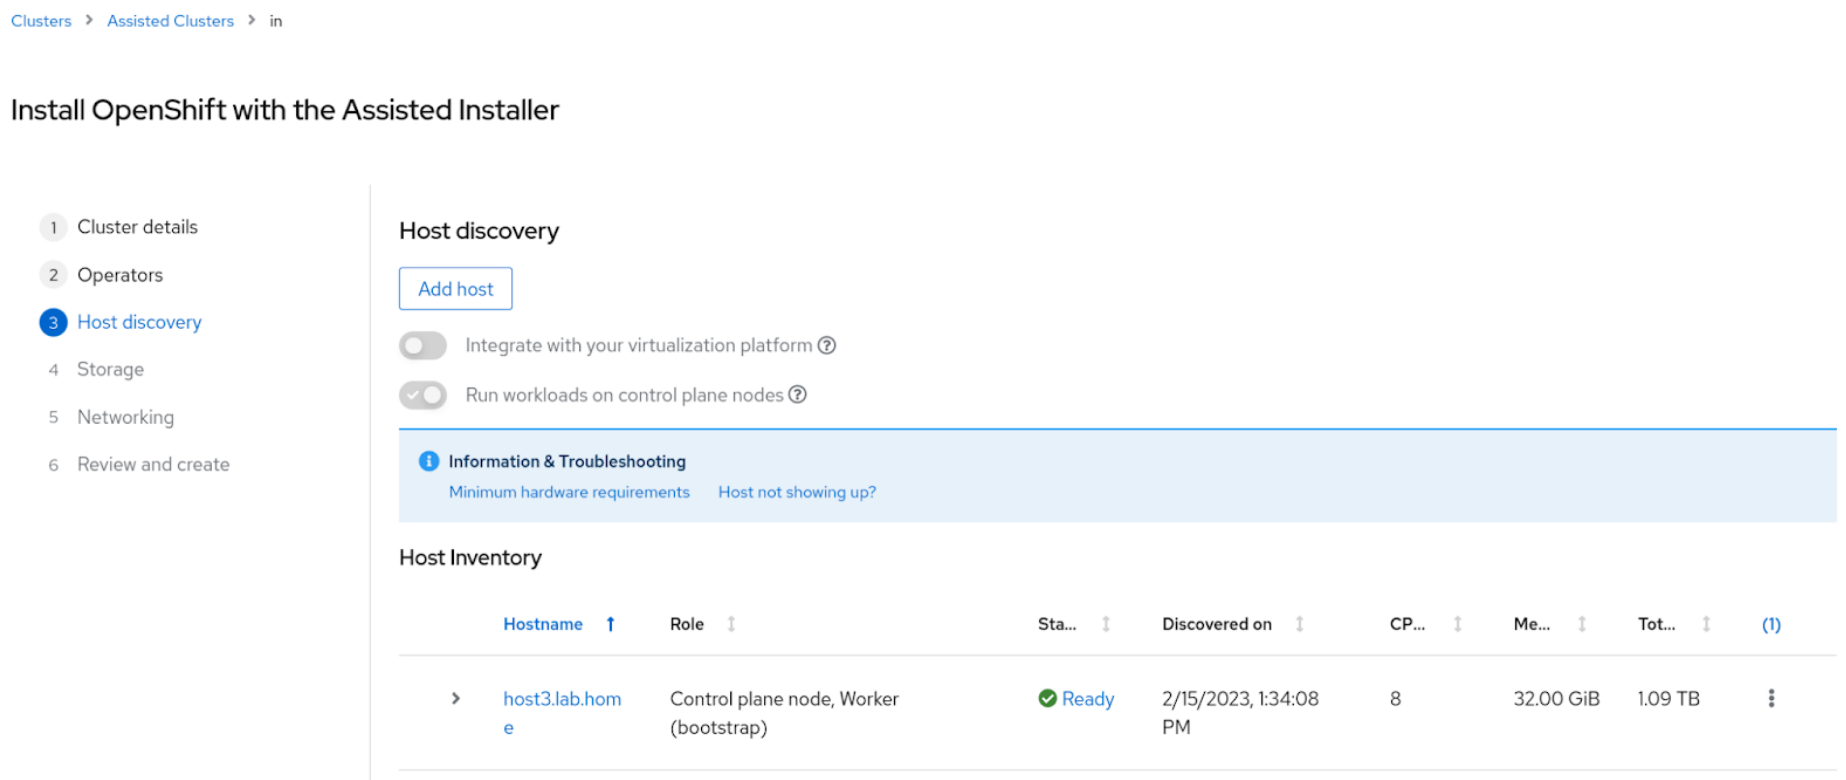 Clusters > Assisted Clusters > in
Install OpenShift with the Assisted Installer
1 Cluster details
2 Operators
3 Host discovery
4 Storage
5 Networking
6 Review and create
Host discovery
Add host
Integrate with your virtualization platform ?
Run workloads on control plane nodes ?
i Information & Troubleshooting
Minimum hardware requirements Host not showing up?
Host Inventory
Hostname ↑ Role Sta... Discovered on CP... Me... Tot... (1)
host3.lab.hom Control plane node, Worker Ready 2/15/2023, 1:34:08 8 32.00 GiB 1.09 TB
e (bootstrap) PM